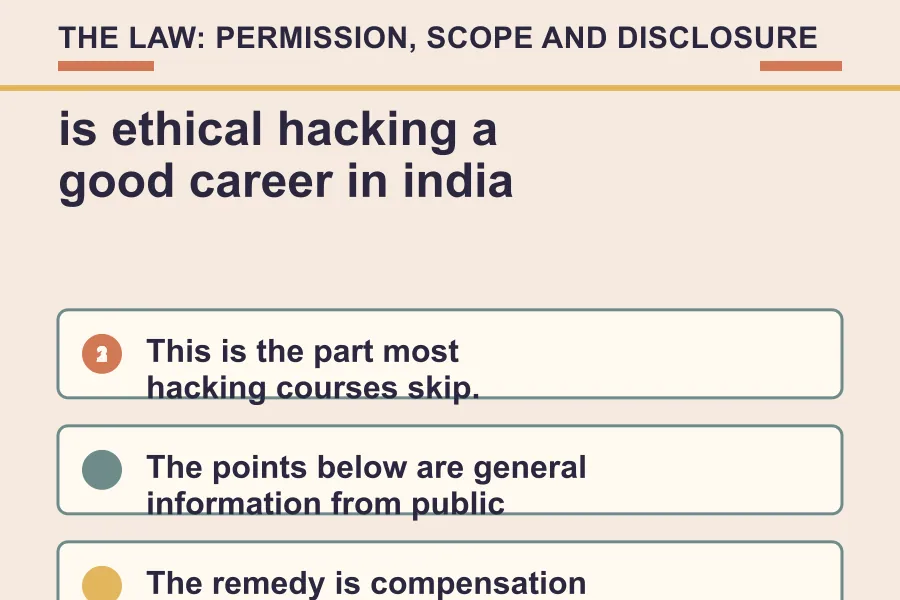 THE LAW: PERMISSION, SCOPE AND DISCLOSURE
is ethical hacking a
good career in india
This is the part most
hacking courses skip.
The points below are general
information from public
The remedy is compensation